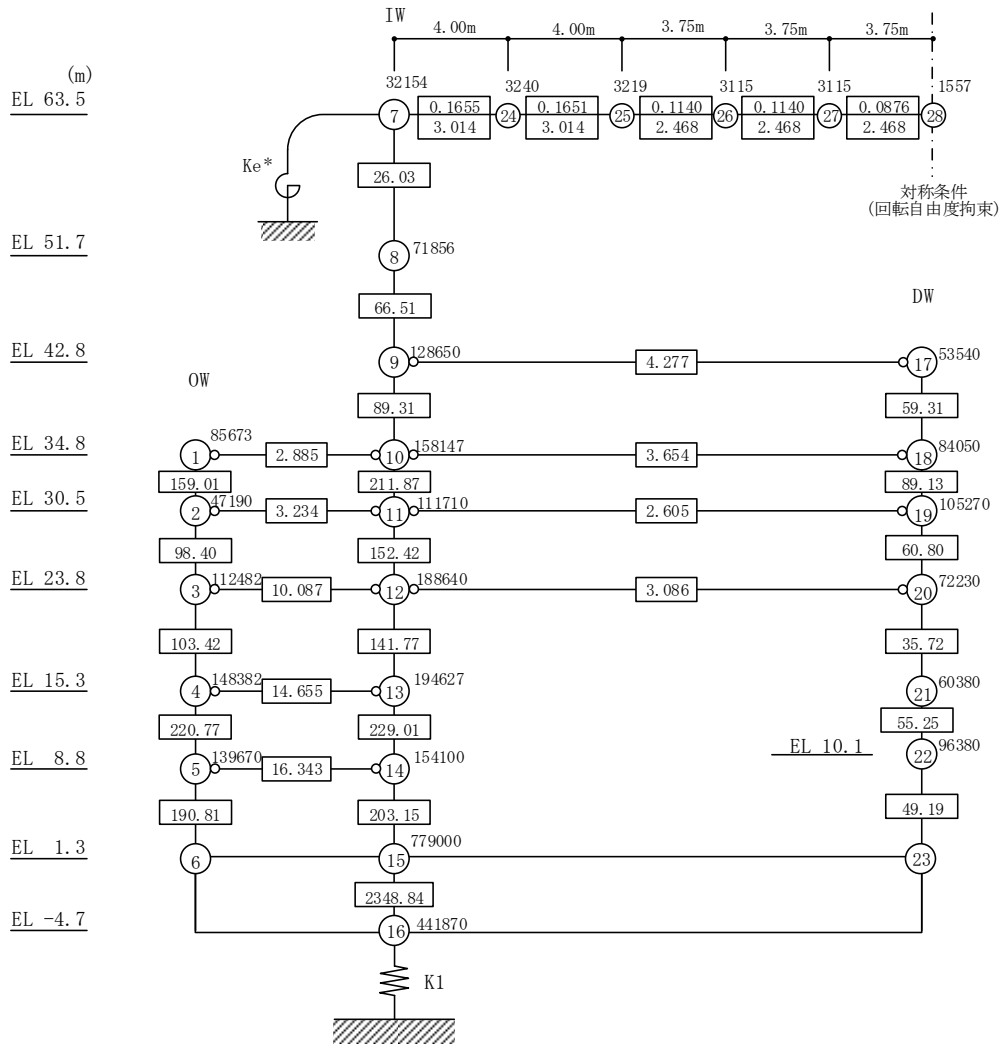 IW
4.00m 4.00m 3.75m 3.75m 3.75m
(m)
32154 3240 3219 3115 3115 1557
EL 63.5
7 0.1655 24 0.1651 25 0.1140 26 0.1140 27 0.0876 28
3.014 3.014 2.468 2.468 2.468
Ke*
26.03
対称条件
(回転自由度拘束)
EL 51.7
8 71856
66.51
DW
EL 42.8
9 128650 4.277 17 53540
OW
89.31 59.31
EL 34.8
1 85673 2.885 10 158147 3.654 18 84050
159.01 211.87 89.13
EL 30.5
2 47190 3.234 11 111710 2.605 19 105270
98.40 152.42 60.80
EL 23.8
3 112482 10.087 12 188640 3.086 20 72230
103.42 141.77 35.72
EL 15.3
4 148382 14.655 13 194627 21 60380
220.77 229.01 55.25
EL 10.1 22 96380
EL 8.8
5 139670 16.343 14 154100
190.81 203.15 49.19
EL 1.3
6 15 779000 23
2348.84
EL -4.7
16 441870
K1